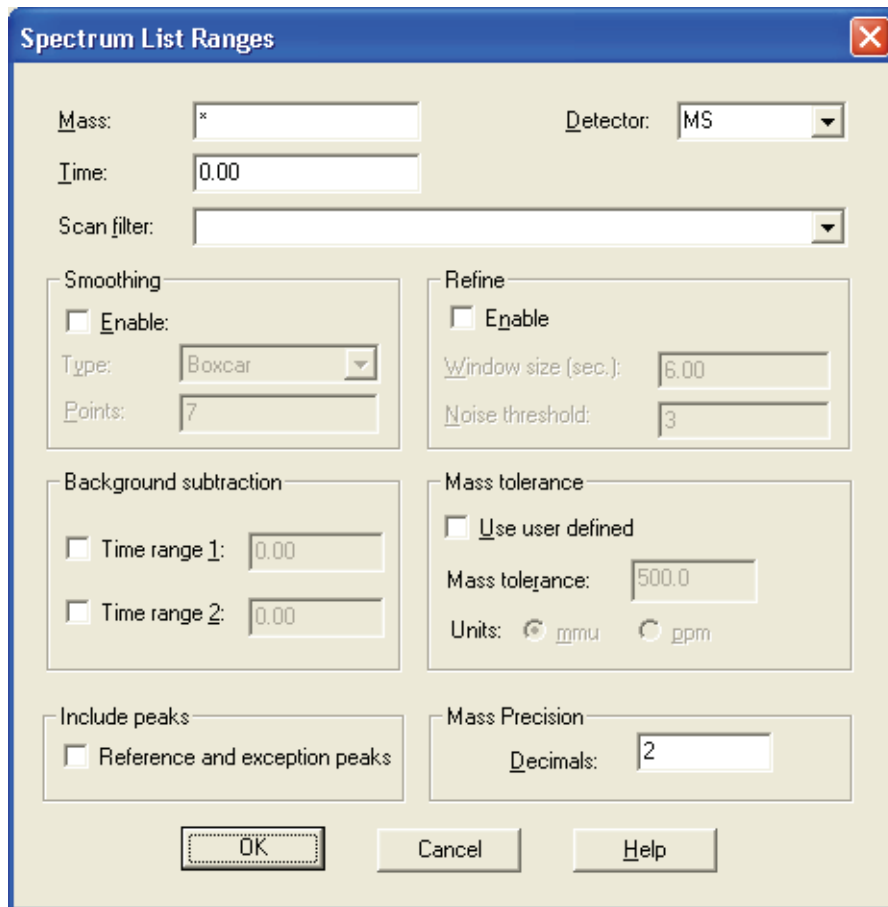 Spectrum List Ranges
Mass: * Detector: MS
Time: 0.00
Scan filter:
Smoothing
Enable:
Type: Boxcar
Points: 7
Refine
Enable
Window size (sec.): 6.00
Noise threshold: 3
Background subtraction
Time range 1: 0.00
Time range 2: 0.00
Mass tolerance
Use user defined
Mass tolerance: 500.0
Units: mmu ppm
Include peaks
Reference and exception peaks
Mass Precision
Decimals: 2
OK Cancel Help